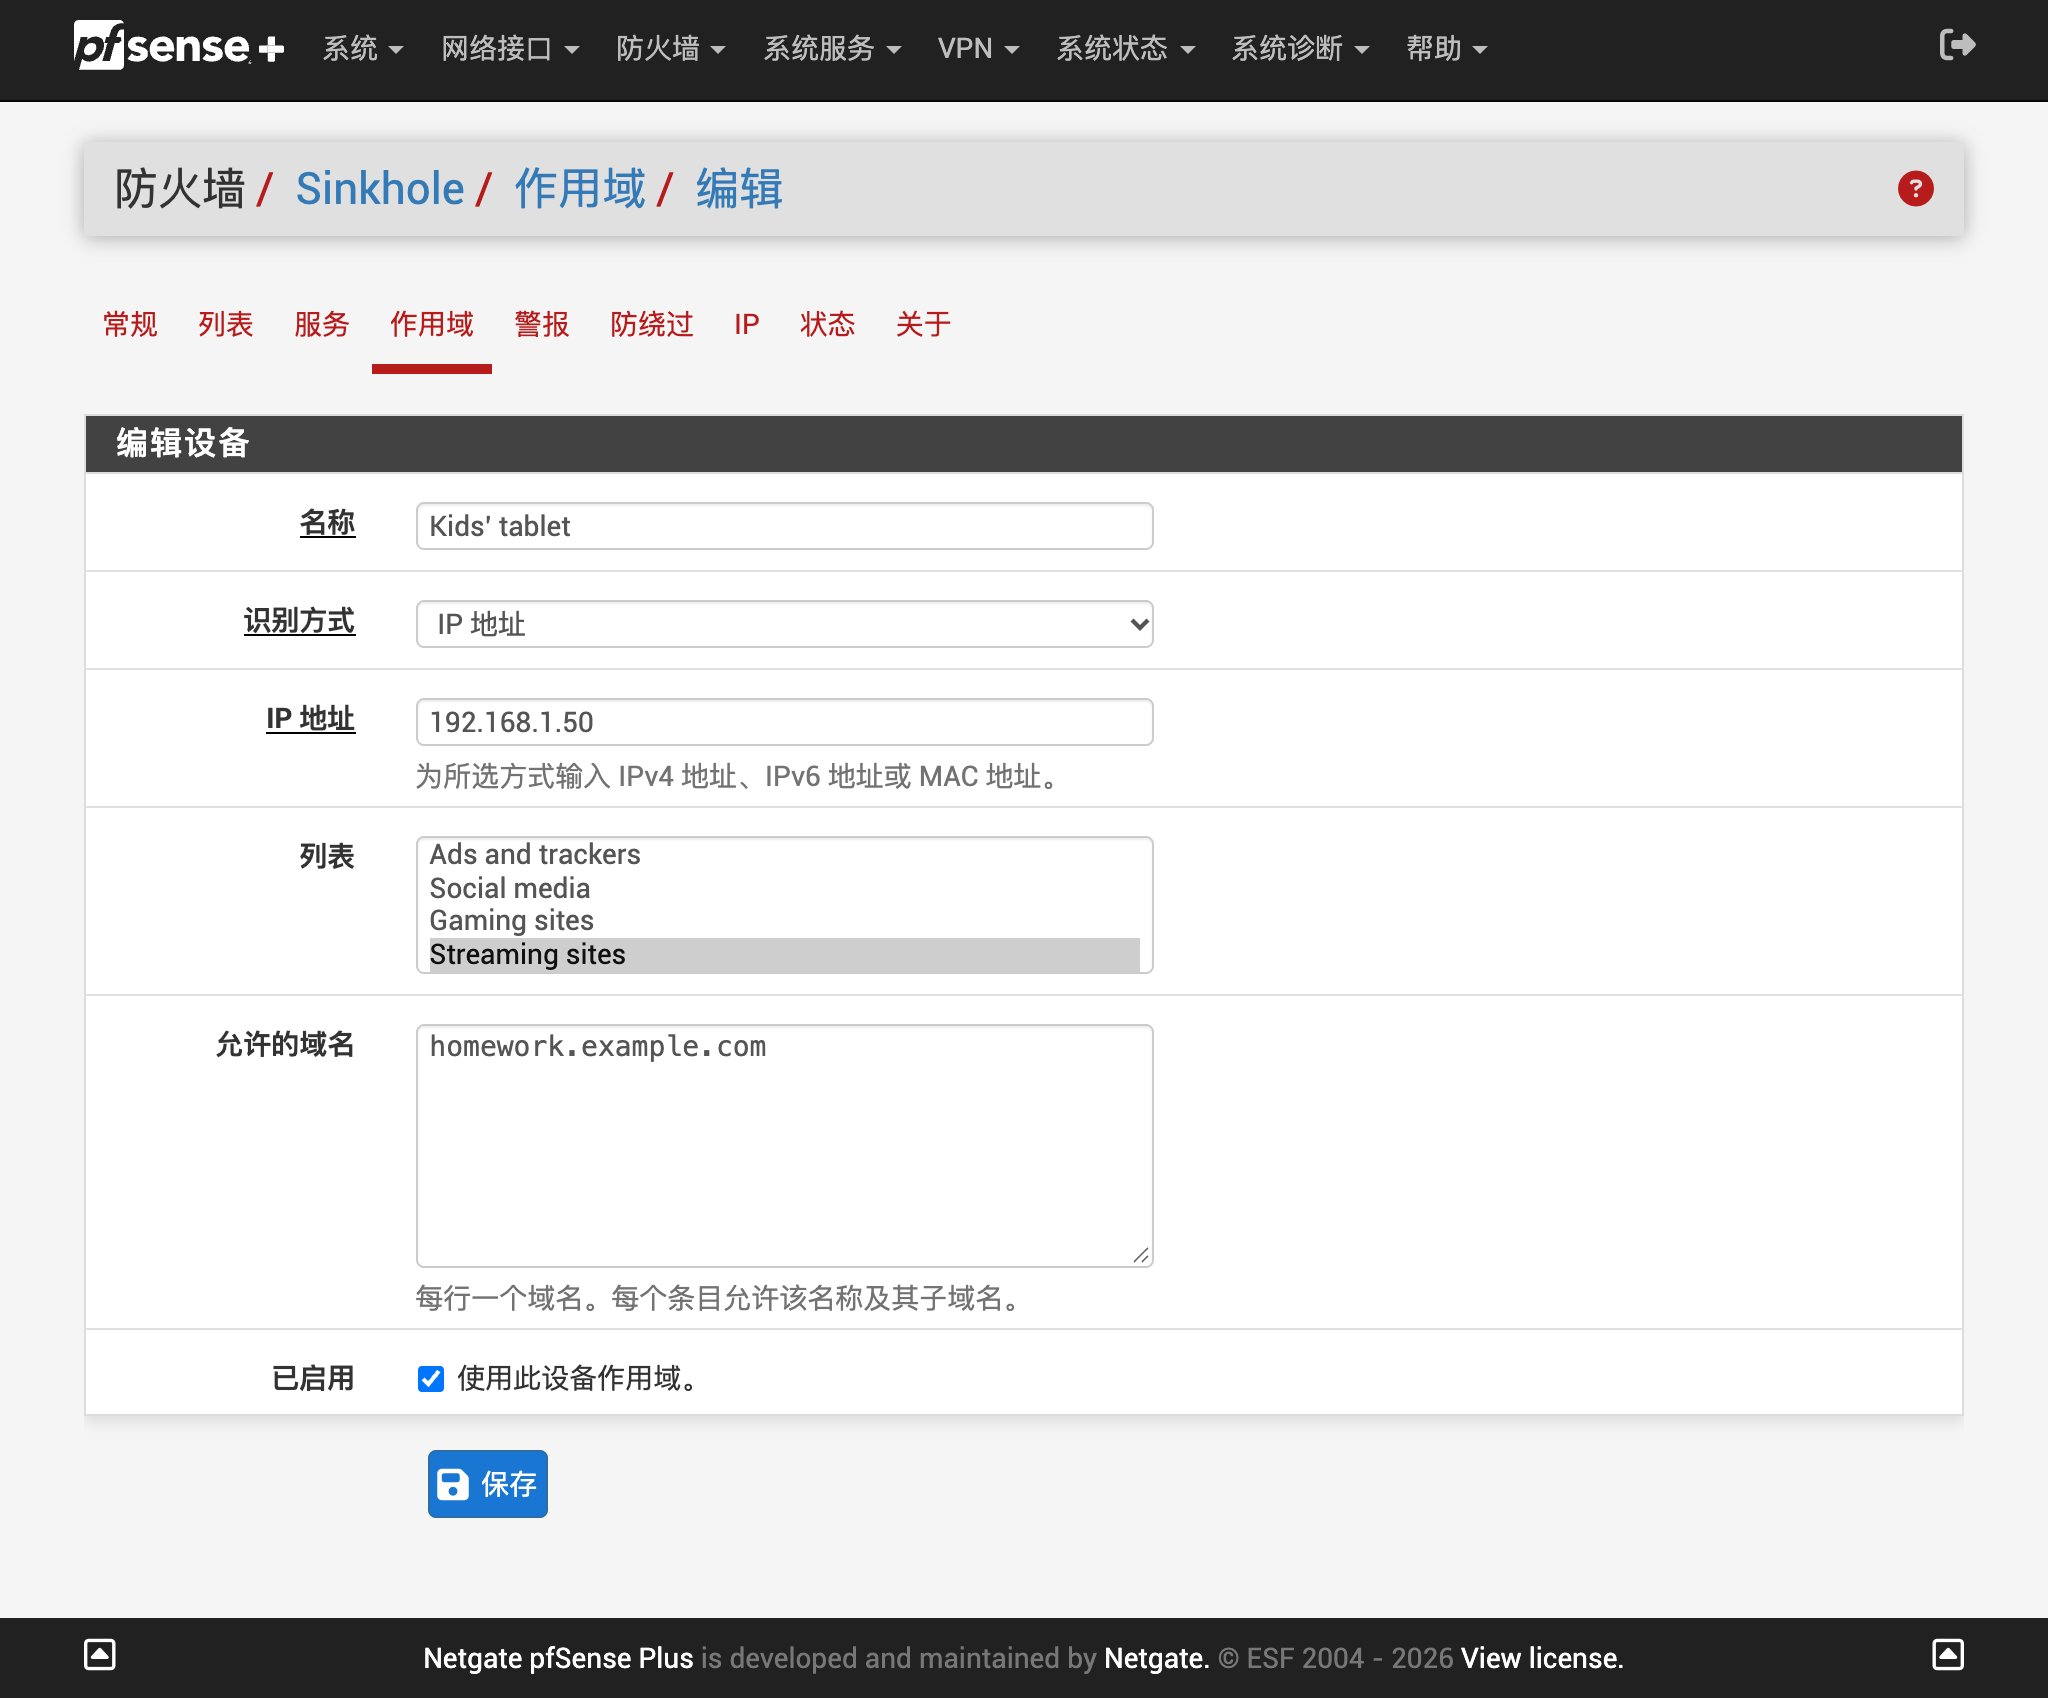 pfsense+ 系统 网络接口 防火墙 系统服务 VPN 系统状态 系统诊断 帮助
防火墙 / Sinkhole / 作用域 / 编辑
常规 列表 服务 作用域 警报 防绕过 IP 状态 关于
编辑设备
名称 Kids' tablet
识别方式 IP 地址
IP 地址 192.168.1.50
为所选方式输入 IPv4 地址、IPv6 地址或 MAC 地址。
列表 Ads and trackers
Social media
Gaming sites
Streaming sites
允许的域名 homework.example.com
每行一个域名。每个条目允许该名称及其子域名。
已启用 使用此设备作用域。
保存
Netgate pfSense Plus is developed and maintained by Netgate. © ESF 2004 - 2026 View license.